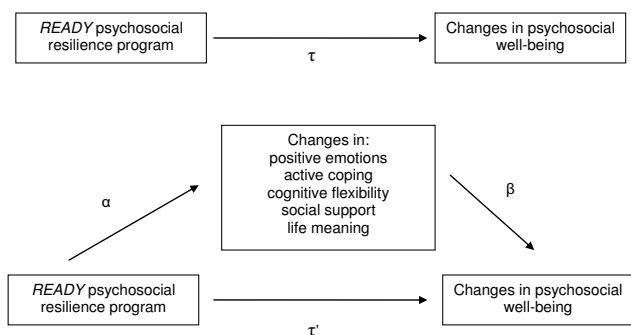 READY psychosocial
resilience program
τ
Changes in psychosocial
well-being
Changes in:
positive emotions
active coping
cognitive flexibility
social support
life meaning
α
β
READY psychosocial
resilience program
τ'
Changes in psychosocial
well-being